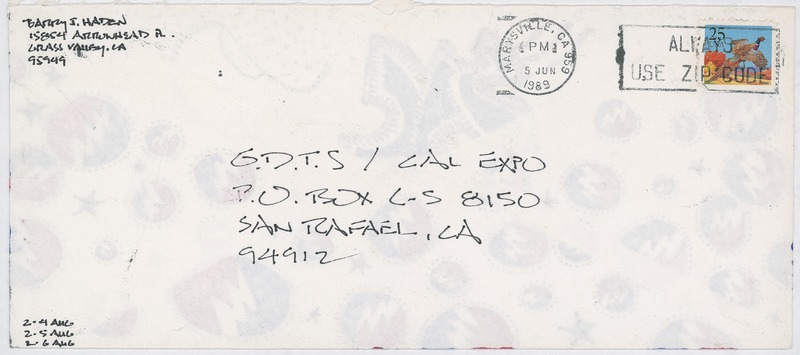 BARRY J. HADEN
15854 ARROWHEAD
GRASS VALLEY, CA
95949
MARYSVILLE, CA 959
PM
5 JUN
1989
ALWAYS
USE ZIP CODE
25
G.D.T.S / CAL EXPO
P.O. BOX C-S 8150
SAN RAFAEL, CA
94912
2-4 AUG
2-5 AUG
2-6 AUG